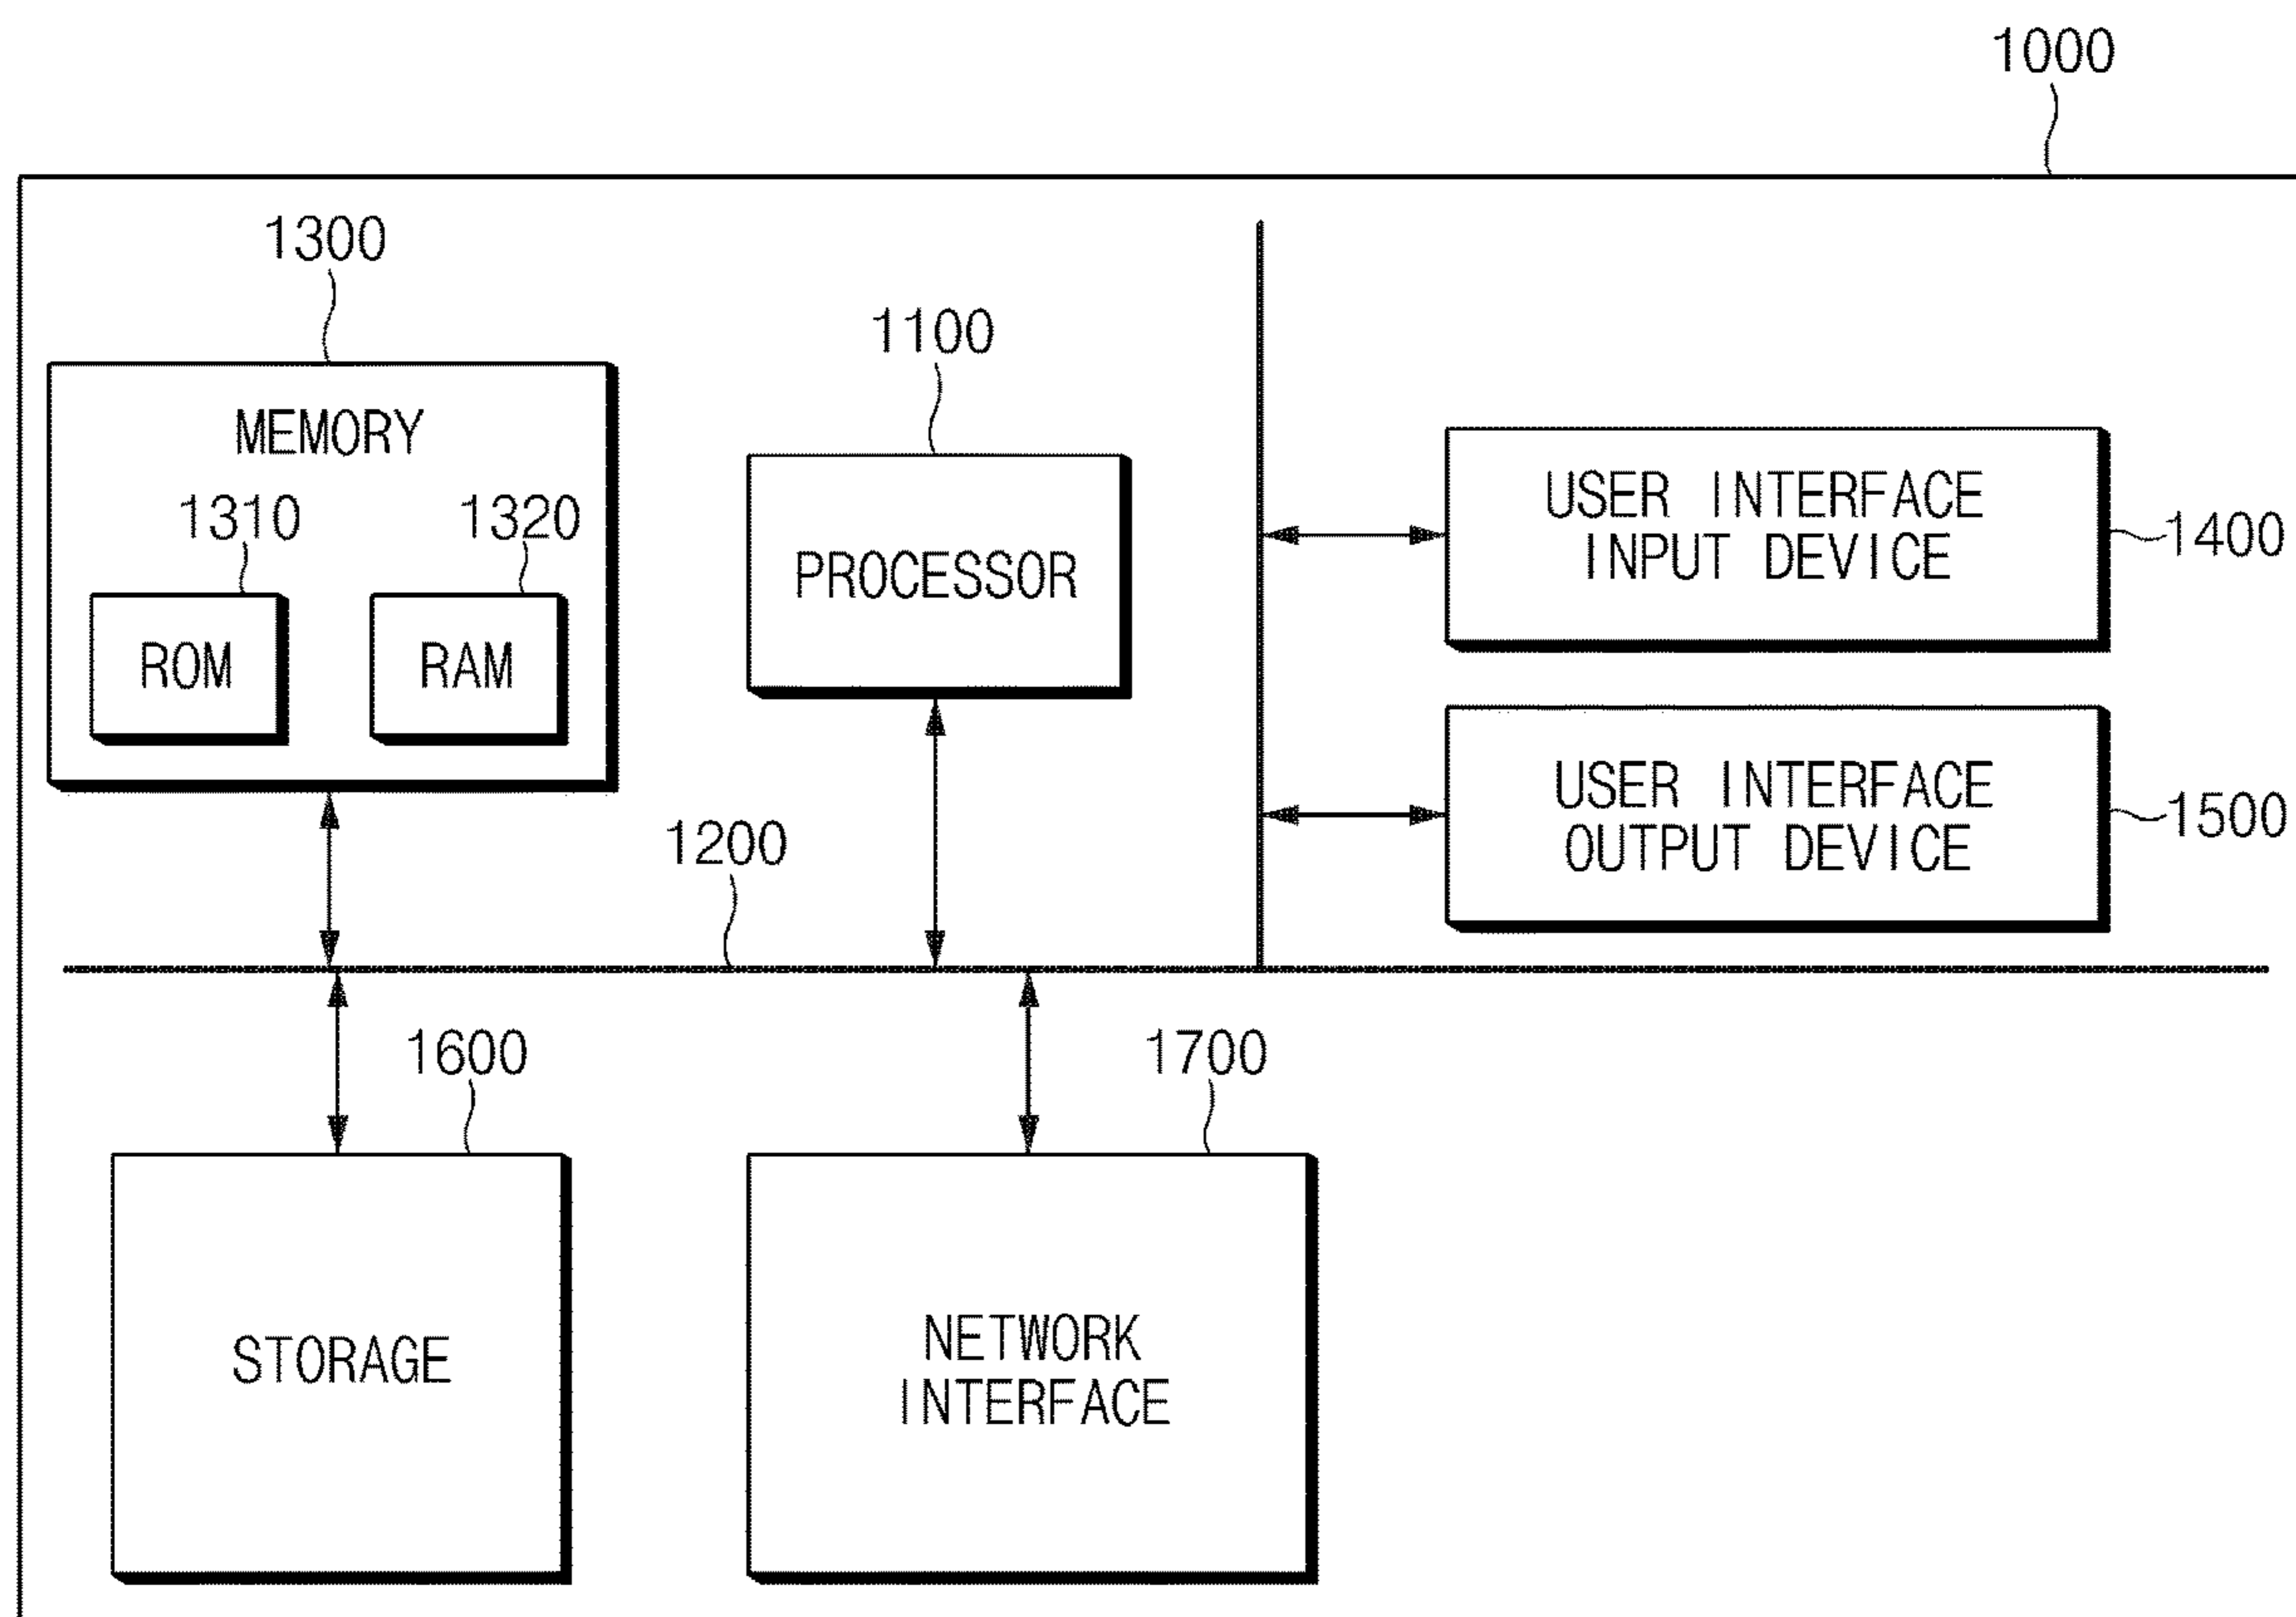 1000
1300
1100
MEMORY
1310
1320
ROM
RAM
PROCESSOR
USER INTERFACE
INPUT DEVICE
1400
USER INTERFACE
OUTPUT DEVICE
1500
1200
1600
1700
STORAGE
NETWORK
INTERFACE